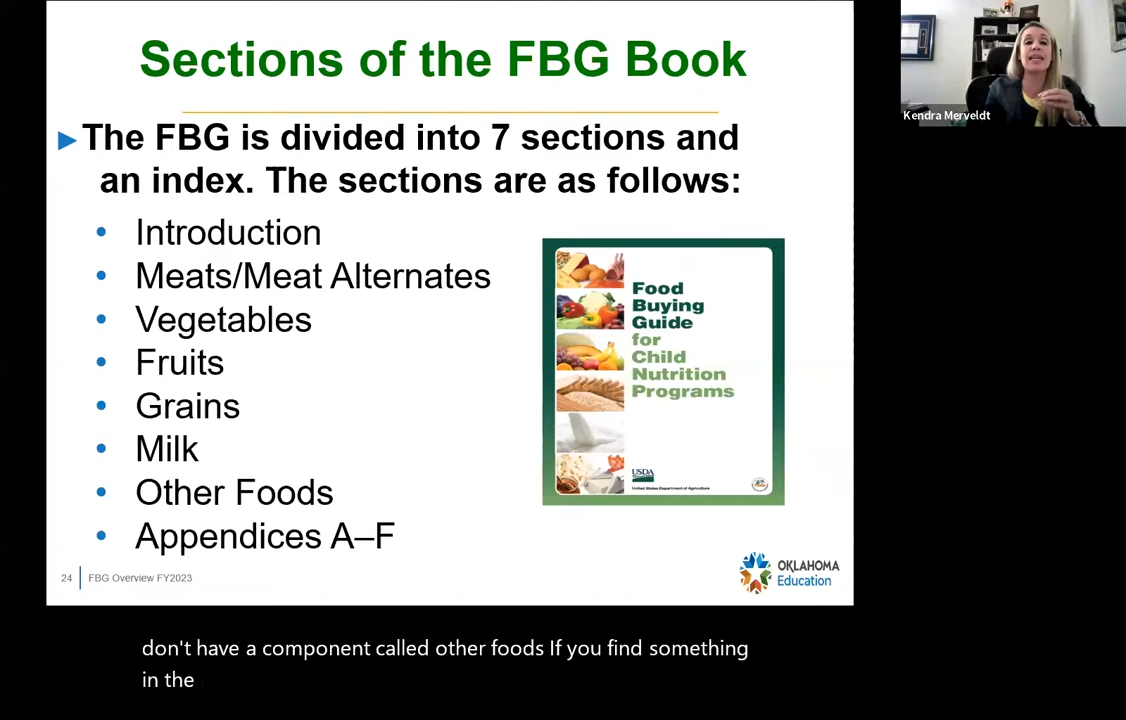 Sections of the FBG Book
The FBG is divided into 7 sections and
an index. The sections are as follows:
• Introduction
• Meats/Meat Alternates
• Vegetables
• Fruits
• Grains
• Milk
• Other Foods
• Appendices A–F
Food
Buying
Guide
for
Child
Nutrition
Programs
USDA
United States Department of Agriculture
24 FBG Overview FY2023
OKLAHOMA
Education
Kendra Merveldt
don't have a component called other foods If you find something
in the